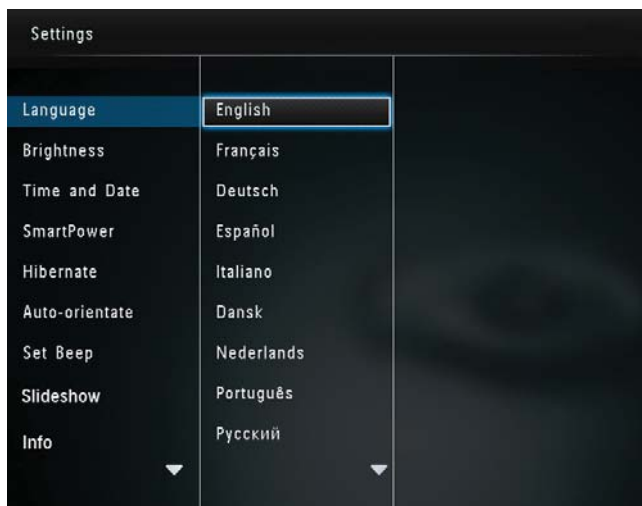 Settings
Language
Brightness
Time and Date
SmartPower
Hibernate
Auto-orientate
Set Beep
Slideshow
Info
English
Français
Deutsch
Español
Italiano
Dansk
Nederlands
Português
Русский